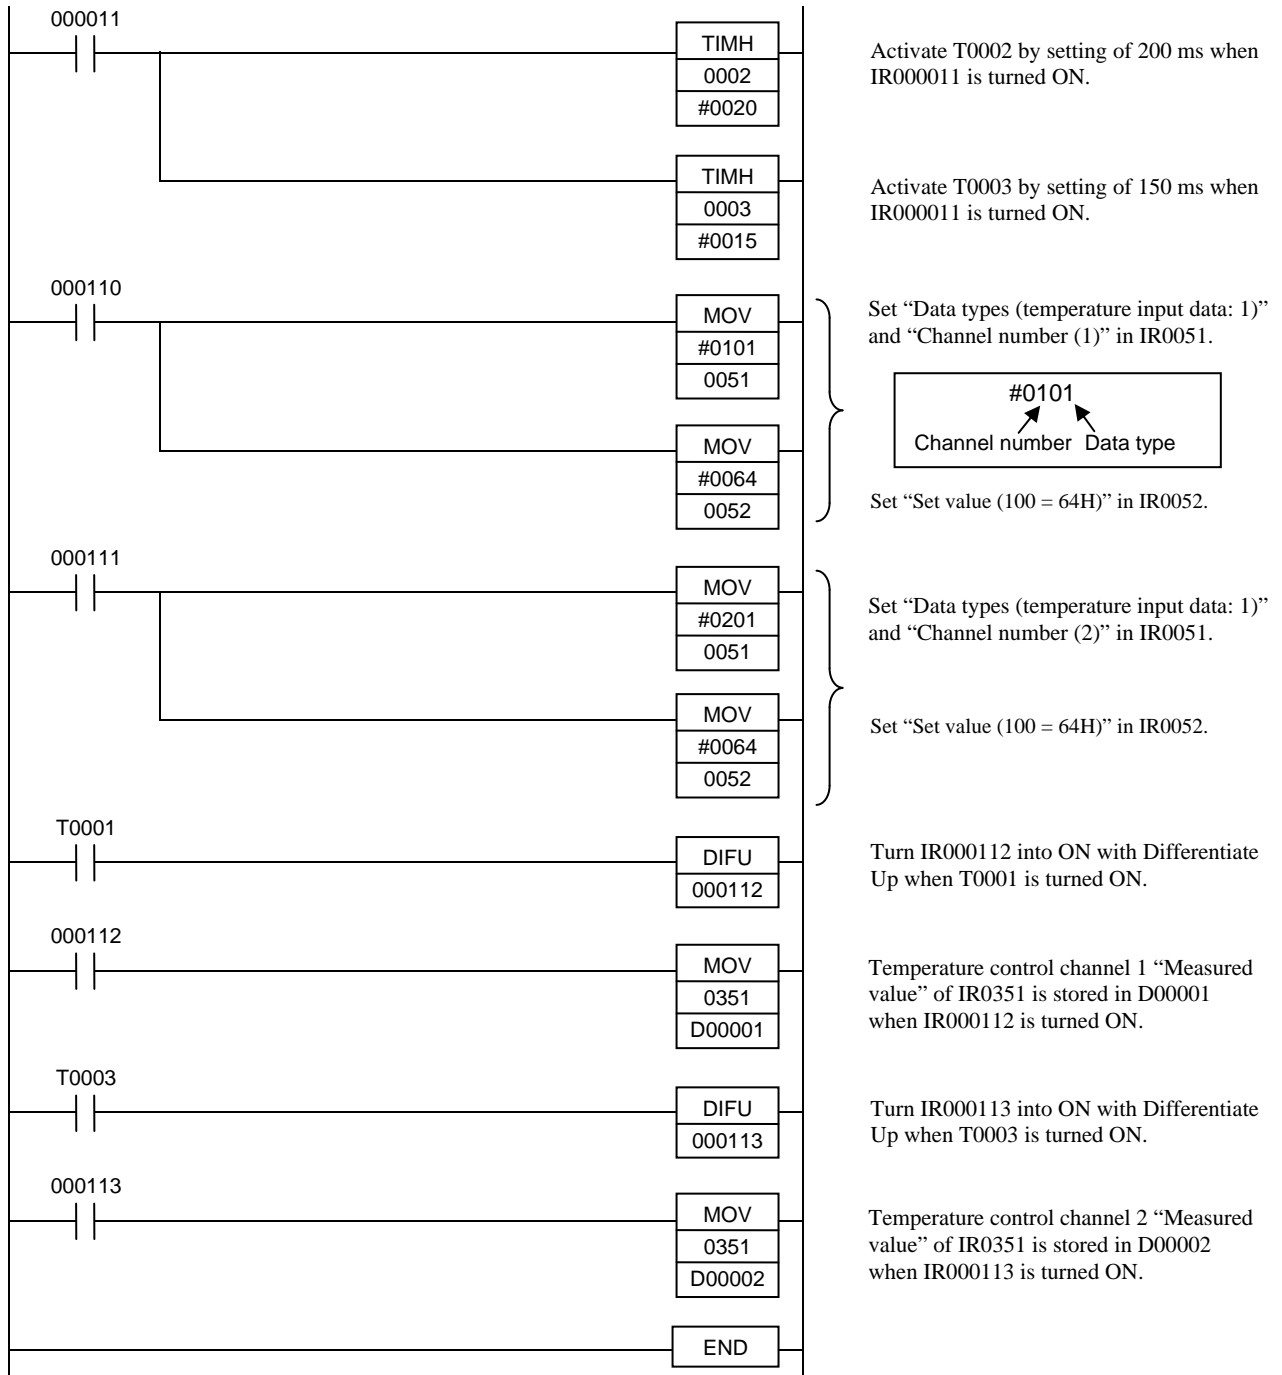 000011
TIMH
0002
#0020
Activate T0002 by setting of 200 ms when
IR000011 is turned ON.
TIMH
0003
#0015
Activate T0003 by setting of 150 ms when
IR000011 is turned ON.
000110
MOV
#0101
0051
Set “Data types (temperature input data: 1)”
and “Channel number (1)” in IR0051.
#0101
Channel number Data type
MOV
#0064
0052
Set “Set value (100 = 64H)” in IR0052.
000111
MOV
#0201
0051
Set “Data types (temperature input data: 1)”
and “Channel number (2)” in IR0051.
MOV
#0064
0052
Set “Set value (100 = 64H)” in IR0052.
T0001
DIFU
000112
Turn IR000112 into ON with Differentiate
Up when T0001 is turned ON.
000112
MOV
0351
D00001
Temperature control channel 1 “Measured
value” of IR0351 is stored in D00001
when IR000112 is turned ON.
T0003
DIFU
000113
Turn IR000113 into ON with Differentiate
Up when T0003 is turned ON.
000113
MOV
0351
D00002
Temperature control channel 2 “Measured
value” of IR0351 is stored in D00002
when IR000113 is turned ON.
END